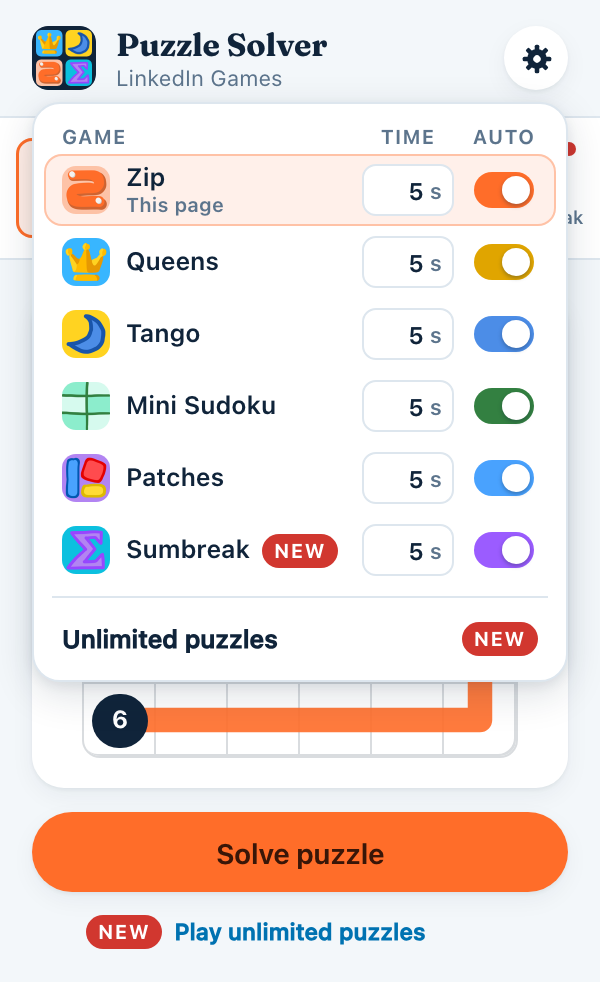 Puzzle Solver
LinkedIn Games
GAME TIME AUTO
Zip
This page
5 s
Queens 5 s
Tango 5 s
Mini Sudoku 5 s
Patches 5 s
Sumbreak NEW 5 s
Unlimited puzzles NEW
6
Solve puzzle
NEW Play unlimited puzzles